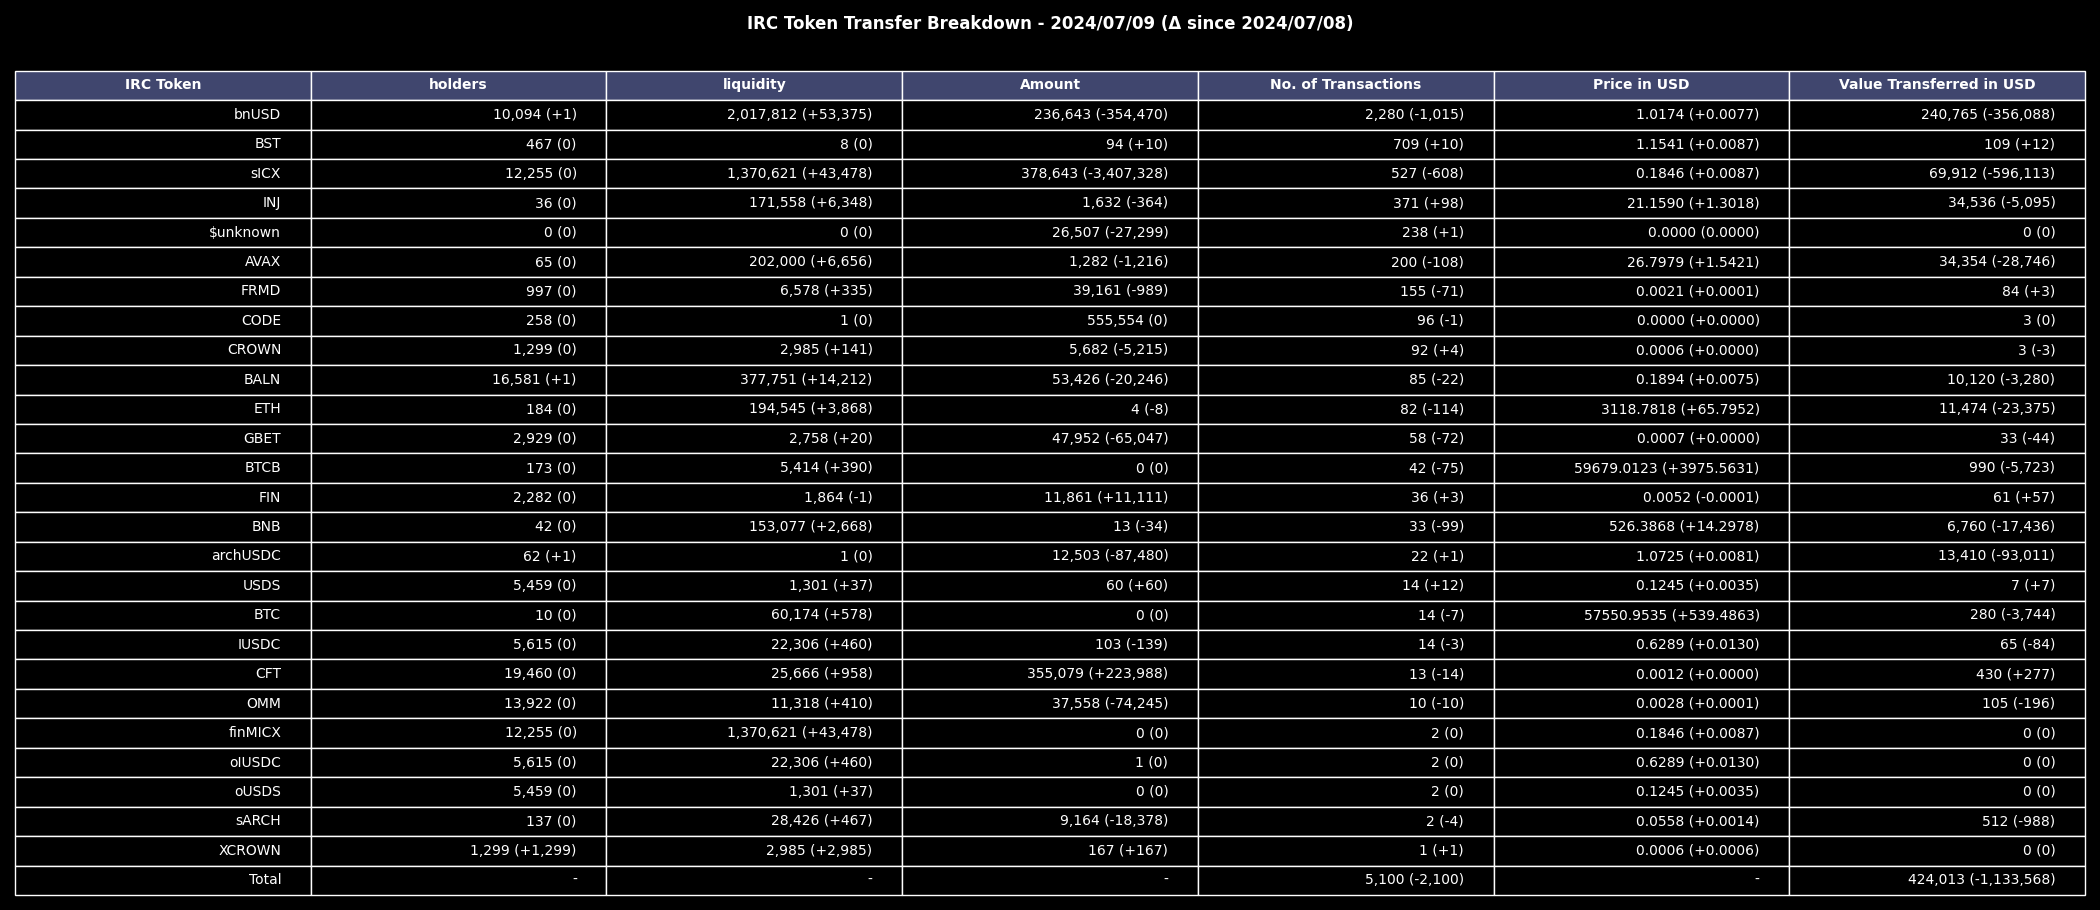 IRC Token Transfer Breakdown - 2024/07/09 (Δ since 2024/07/08)
IRC Token holders liquidity Amount No. of Transactions Price in USD Value Transferred in USD
bnUSD 10,094 (+1) 2,017,812 (+53,375) 236,643 (-354,470) 2,280 (-1,015) 1.0174 (+0.0077) 240,765 (-356,088)
BST 467 (0) 8 (0) 94 (+10) 709 (+10) 1.1541 (+0.0087) 109 (+12)
sICX 12,255 (0) 1,370,621 (+43,478) 378,643 (-3,407,328) 527 (-608) 0.1846 (+0.0087) 69,912 (-596,113)
INJ 36 (0) 171,558 (+6,348) 1,632 (-364) 371 (+98) 21.1590 (+1.3018) 34,536 (-5,095)
$unknown 0 (0) 0 (0) 26,507 (-27,299) 238 (+1) 0.0000 (0.0000) 0 (0)
AVAX 65 (0) 202,000 (+6,656) 1,282 (-1,216) 200 (-108) 26.7979 (+1.5421) 34,354 (-28,746)
FRMD 997 (0) 6,578 (+335) 39,161 (-989) 155 (-71) 0.0021 (+0.0001) 84 (+3)
CODE 258 (0) 1 (0) 555,554 (0) 96 (-1) 0.0000 (+0.0000) 3 (0)
CROWN 1,299 (0) 2,985 (+141) 5,682 (-5,215) 92 (+4) 0.0006 (+0.0000) 3 (-3)
BALN 16,581 (+1) 377,751 (+14,212) 53,426 (-20,246) 85 (-22) 0.1894 (+0.0075) 10,120 (-3,280)
ETH 184 (0) 194,545 (+3,868) 4 (-8) 82 (-114) 3118.7818 (+65.7952) 11,474 (-23,375)
GBET 2,929 (0) 2,758 (+20) 47,952 (-65,047) 58 (-72) 0.0007 (+0.0000) 33 (-44)
BTCB 173 (0) 5,414 (+390) 0 (0) 42 (-75) 59679.0123 (+3975.5631) 990 (-5,723)
FIN 2,282 (0) 1,864 (-1) 11,861 (+11,111) 36 (+3) 0.0052 (-0.0001) 61 (+57)
BNB 42 (0) 153,077 (+2,668) 13 (-34) 33 (-99) 526.3868 (+14.2978) 6,760 (-17,436)
archUSDC 62 (+1) 1 (0) 12,503 (-87,480) 22 (+1) 1.0725 (+0.0081) 13,410 (-93,011)
USDS 5,459 (0) 1,301 (+37) 60 (+60) 14 (+12) 0.1245 (+0.0035) 7 (+7)
BTC 10 (0) 60,174 (+578) 0 (0) 14 (-7) 57550.9535 (+539.4863) 280 (-3,744)
IUSDC 5,615 (0) 22,306 (+460) 103 (-139) 14 (-3) 0.6289 (+0.0130) 65 (-84)
CFT 19,460 (0) 25,666 (+958) 355,079 (+223,988) 13 (-14) 0.0012 (+0.0000) 430 (+277)
OMM 13,922 (0) 11,318 (+410) 37,558 (-74,245) 10 (-10) 0.0028 (+0.0001) 105 (-196)
finMICX 12,255 (0) 1,370,621 (+43,478) 0 (0) 2 (0) 0.1846 (+0.0087) 0 (0)
oIUSDC 5,615 (0) 22,306 (+460) 1 (0) 2 (0) 0.6289 (+0.0130) 0 (0)
oUSDS 5,459 (0) 1,301 (+37) 0 (0) 2 (0) 0.1245 (+0.0035) 0 (0)
sARCH 137 (0) 28,426 (+467) 9,164 (-18,378) 2 (-4) 0.0558 (+0.0014) 512 (-988)
XCROWN 1,299 (+1,299) 2,985 (+2,985) 167 (+167) 1 (+1) 0.0006 (+0.0006) 0 (0)
Total - - - 5,100 (-2,100) - 424,013 (-1,133,568)